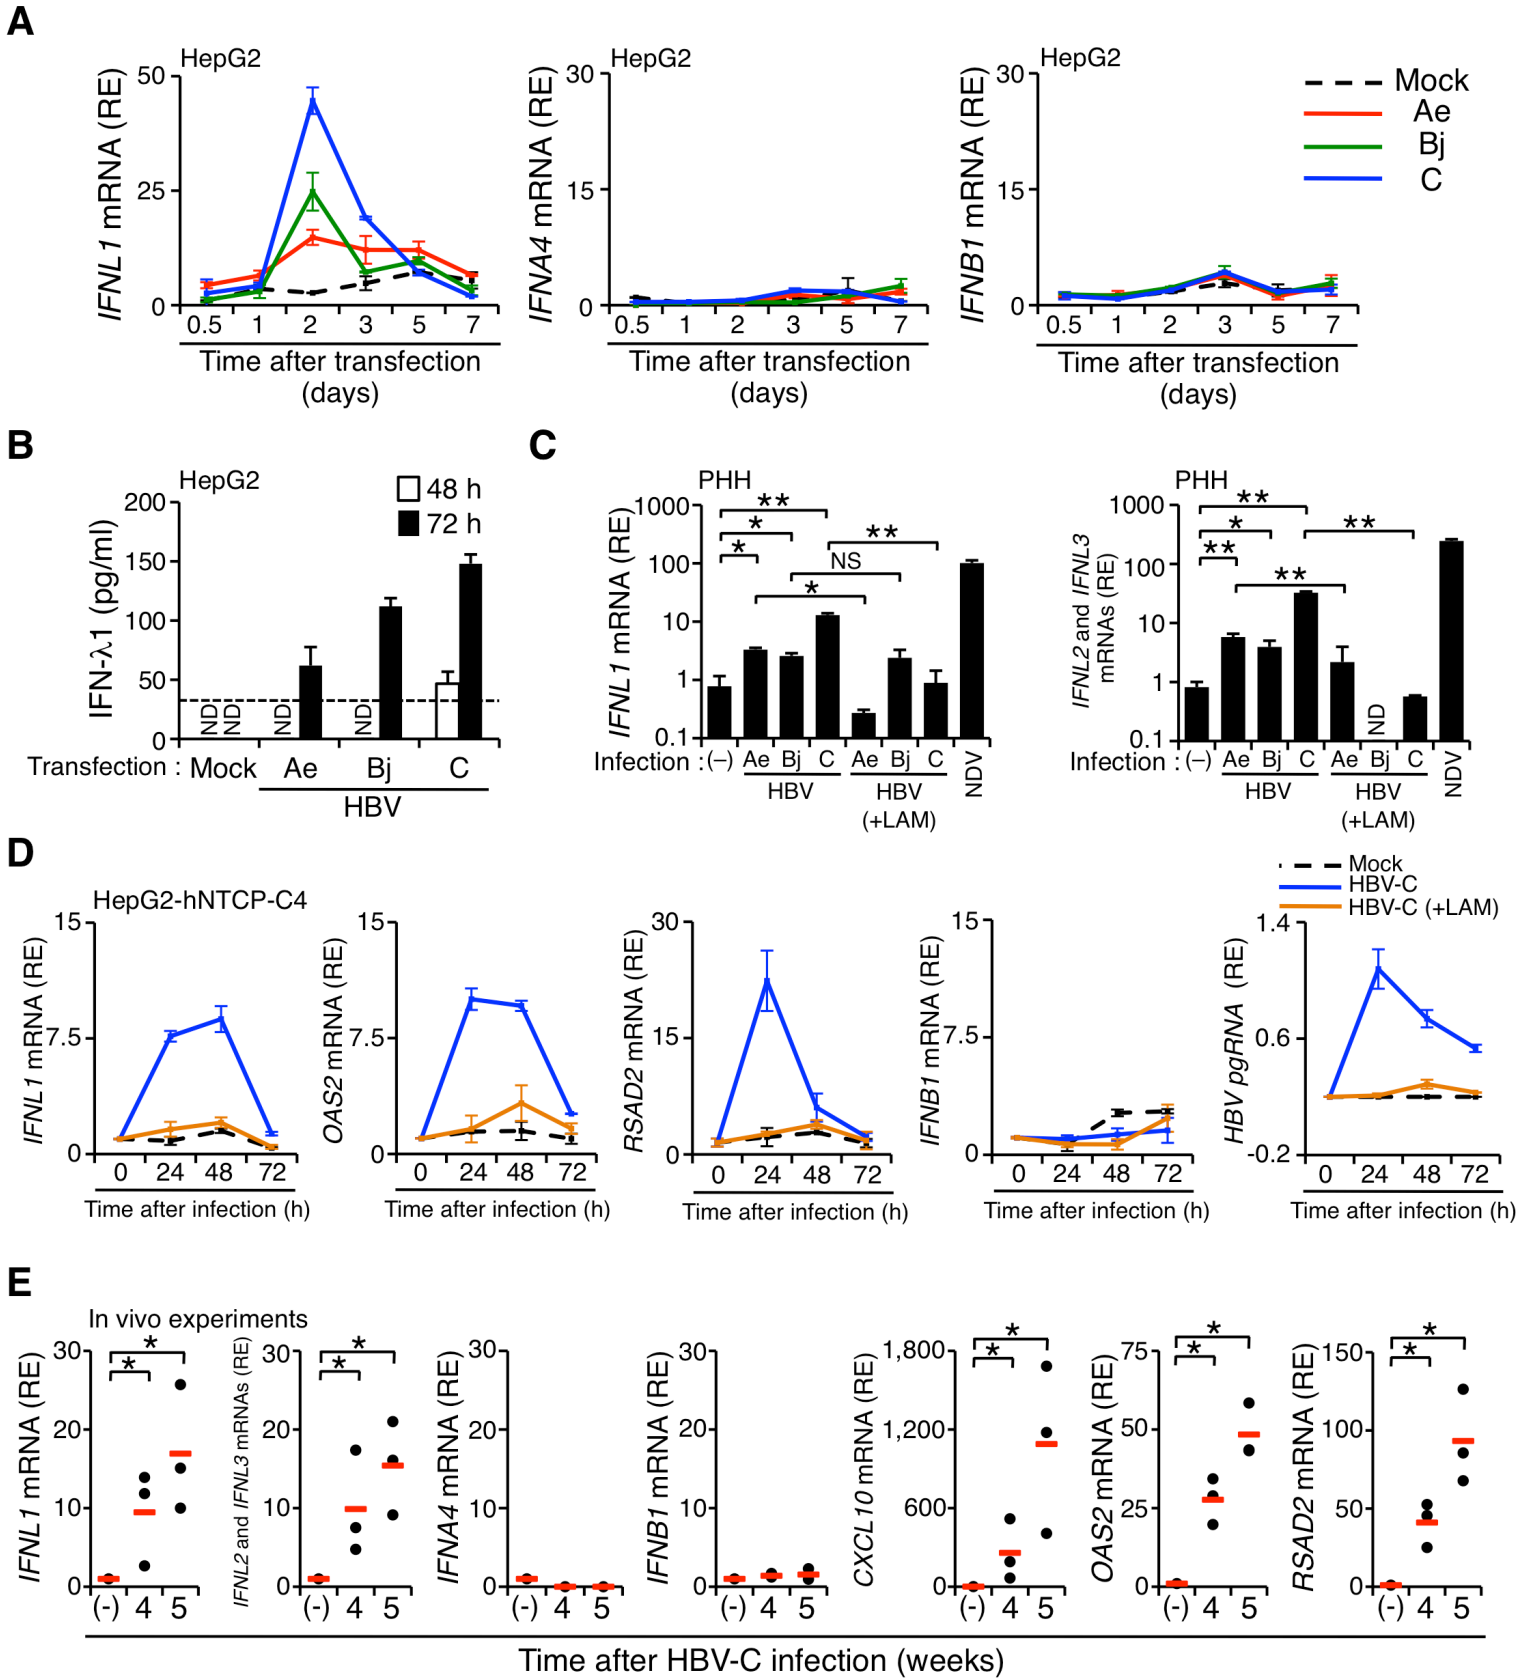 A
HepG2
HepG2
HepG2
IFNL1 mRNA (RE)
50
25
0
0.5 1 2 3 5 7
Time after transfection
(days)
IFNA4 mRNA (RE)
30
15
0
0.5 1 2 3 5 7
Time after transfection
(days)
IFNB1 mRNA (RE)
30
15
0
0.5 1 2 3 5 7
Time after transfection
(days)
Mock
Ae
Bj
C
B
HepG2
48 h
72 h
IFN-λ1 (pg/ml)
200
150
100
50
0
ND ND ND ND
Transfection : Mock Ae Bj C
HBV
C
PHH
IFNL1 mRNA (RE)
1000
100
10
1
0.1
**
*
*
**
NS
*
Infection : (–) Ae Bj C Ae Bj C NDV
HBV HBV
(+LAM)
PHH
IFNL2 and IFNL3
mRNAs (RE)
1000
100
10
1
0.1
**
*
**
**
**
ND
Infection : (–) Ae Bj C Ae Bj C NDV
HBV HBV
(+LAM)
D
HepG2-hNTCP-C4
Mock
HBV-C
HBV-C (+LAM)
IFNL1 mRNA (RE)
15
7.5
0
0 24 48 72
Time after infection (h)
OAS2 mRNA (RE)
15
7.5
0
0 24 48 72
Time after infection (h)
RSAD2 mRNA (RE)
30
15
0
0 24 48 72
Time after infection (h)
IFNB1 mRNA (RE)
15
7.5
0
0 24 48 72
Time after infection (h)
HBV pgRNA (RE)
1.4
0.6
-0.2
0 24 48 72
Time after infection (h)
E
In vivo experiments
IFNL1 mRNA (RE)
30
20
10
0
*
*
(-) 4 5
IFNL2 and IFNL3 mRNAs (RE)
30
20
10
0
*
*
(-) 4 5
IFNA4 mRNA (RE)
30
20
10
0
(-) 4 5
IFNB1 mRNA (RE)
30
20
10
0
(-) 4 5
CXCL10 mRNA (RE)
1,800
1,200
600
0
*
*
(-) 4 5
OAS2 mRNA (RE)
75
50
25
0
*
*
(-) 4 5
RSAD2 mRNA (RE)
150
100
50
0
*
*
(-) 4 5
Time after HBV-C infection (weeks)